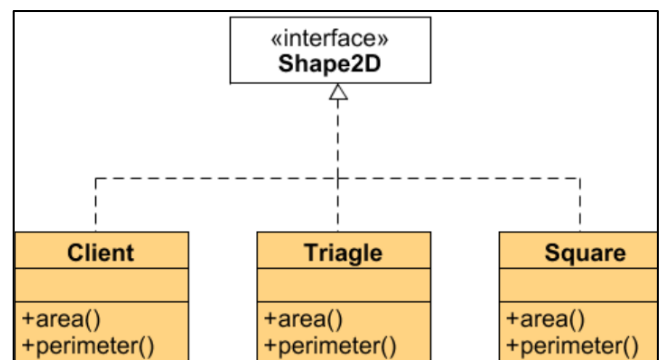 «interface»
Shape2D
Client
Triagle
Square
+area()
+perimeter()
+area()
+perimeter()
+area()
+perimeter()